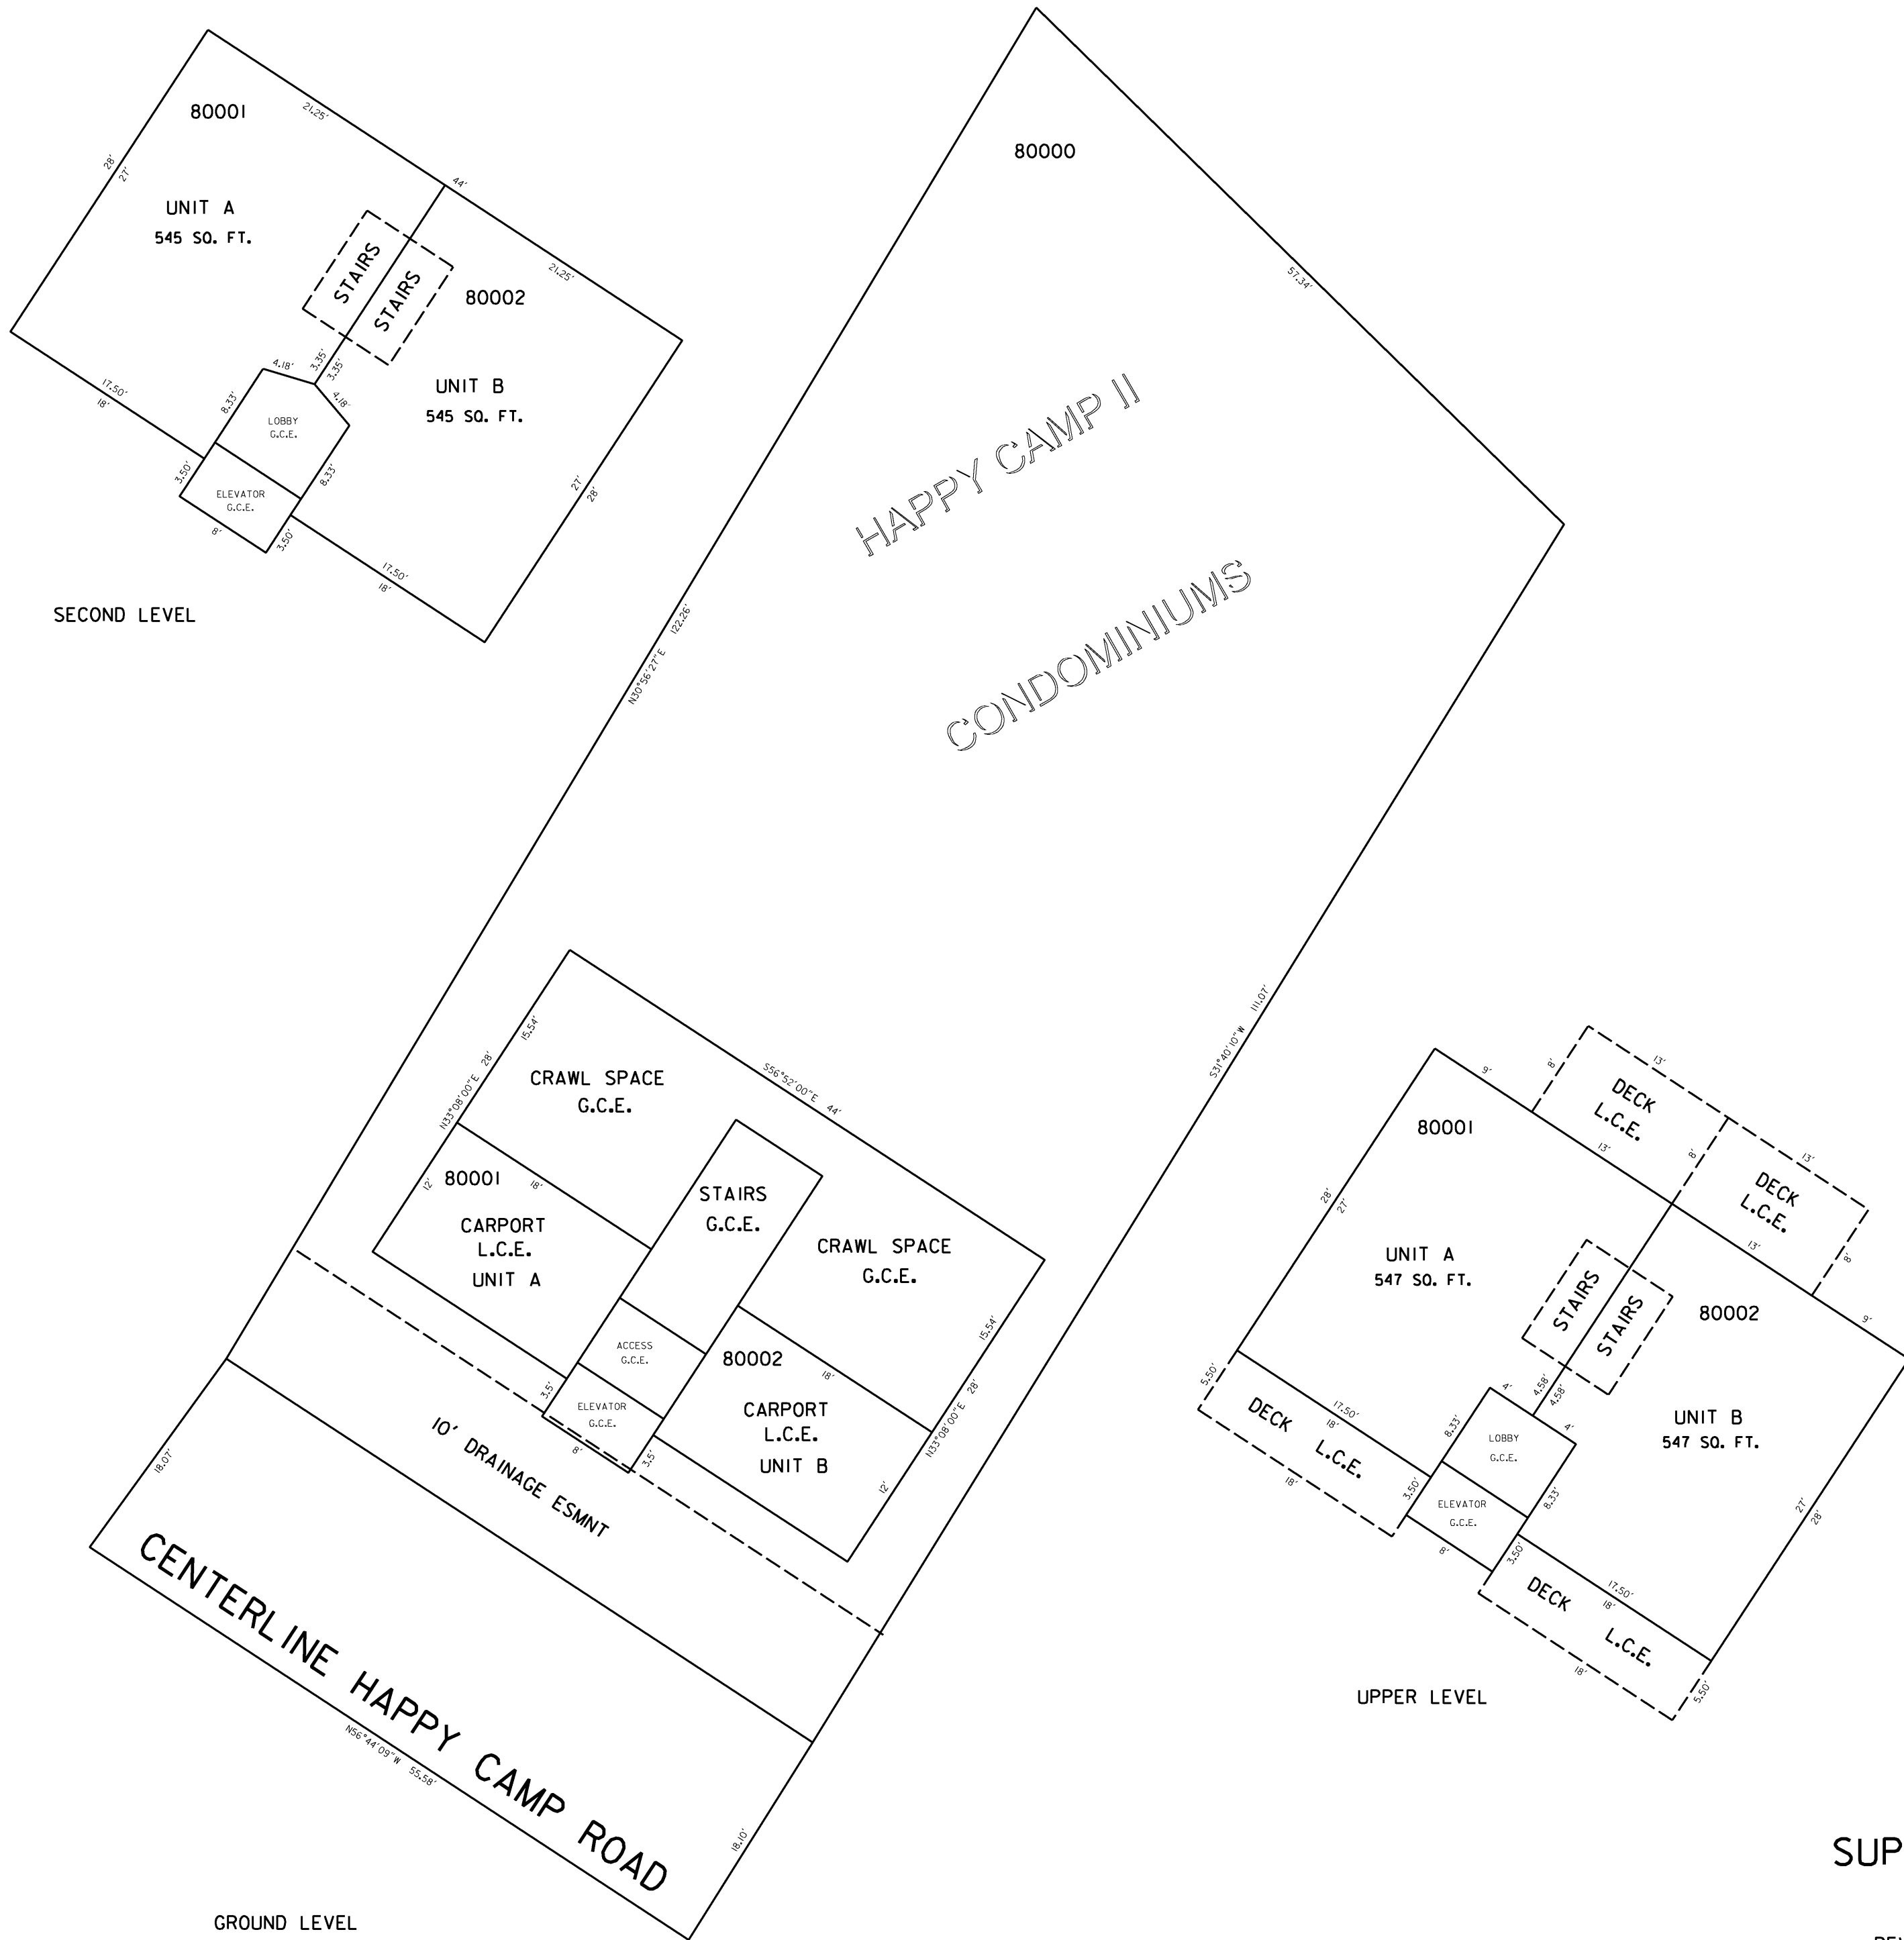 80001
21.25'
44'
28'
27'
UNIT A
545 SQ. FT.
STAIRS
STAIRS
21.25'
80002
3.35'
3.35'
4.18'
4.18'
UNIT B
545 SQ. FT.
17.50'
18'
8.33'
LOBBY
G.C.E.
8.33'
27'
28'
3.50'
ELEVATOR
G.C.E.
8'
3.50'
17.50'
18'
SECOND LEVEL
80000
57.34'
HAPPY CAMP II
CONDOMINIUMS
N30°56'27"E 122.26'
S31°40'10"W 111.07'
15.54'
N33°08'00"E 28'
S56°52'00"E 44'
CRAWL SPACE
G.C.E.
80001
12'
18'
CARPORT
L.C.E.
UNIT A
STAIRS
G.C.E.
CRAWL SPACE
G.C.E.
ACCESS
G.C.E.
80002
18'
15.54'
N33°08'00"E 28'
3.5'
ELEVATOR
G.C.E.
8'
3.5'
CARPORT
L.C.E.
UNIT B
12'
10' DRAINAGE ESMNT
18.07'
CENTERLINE HAPPY CAMP ROAD
N56°44'09"W 55.58'
18.10'
GROUND LEVEL
9'
8'
13'
DECK
L.C.E.
13'
8'
13'
DECK
L.C.E.
13'
8'
9'
80001
28'
27'
UNIT A
547 SQ. FT.
STAIRS
STAIRS
80002
5.50'
17.50'
18'
DECK L.C.E.
18'
4.58'
4.58'
4'
4'
8.33'
LOBBY
G.C.E.
8.33'
UNIT B
547 SQ. FT.
3.50'
ELEVATOR
G.C.E.
8'
3.50'
27'
28'
17.50'
18'
DECK
L.C.E.
18'
5.50'
UPPER LEVEL
SUP